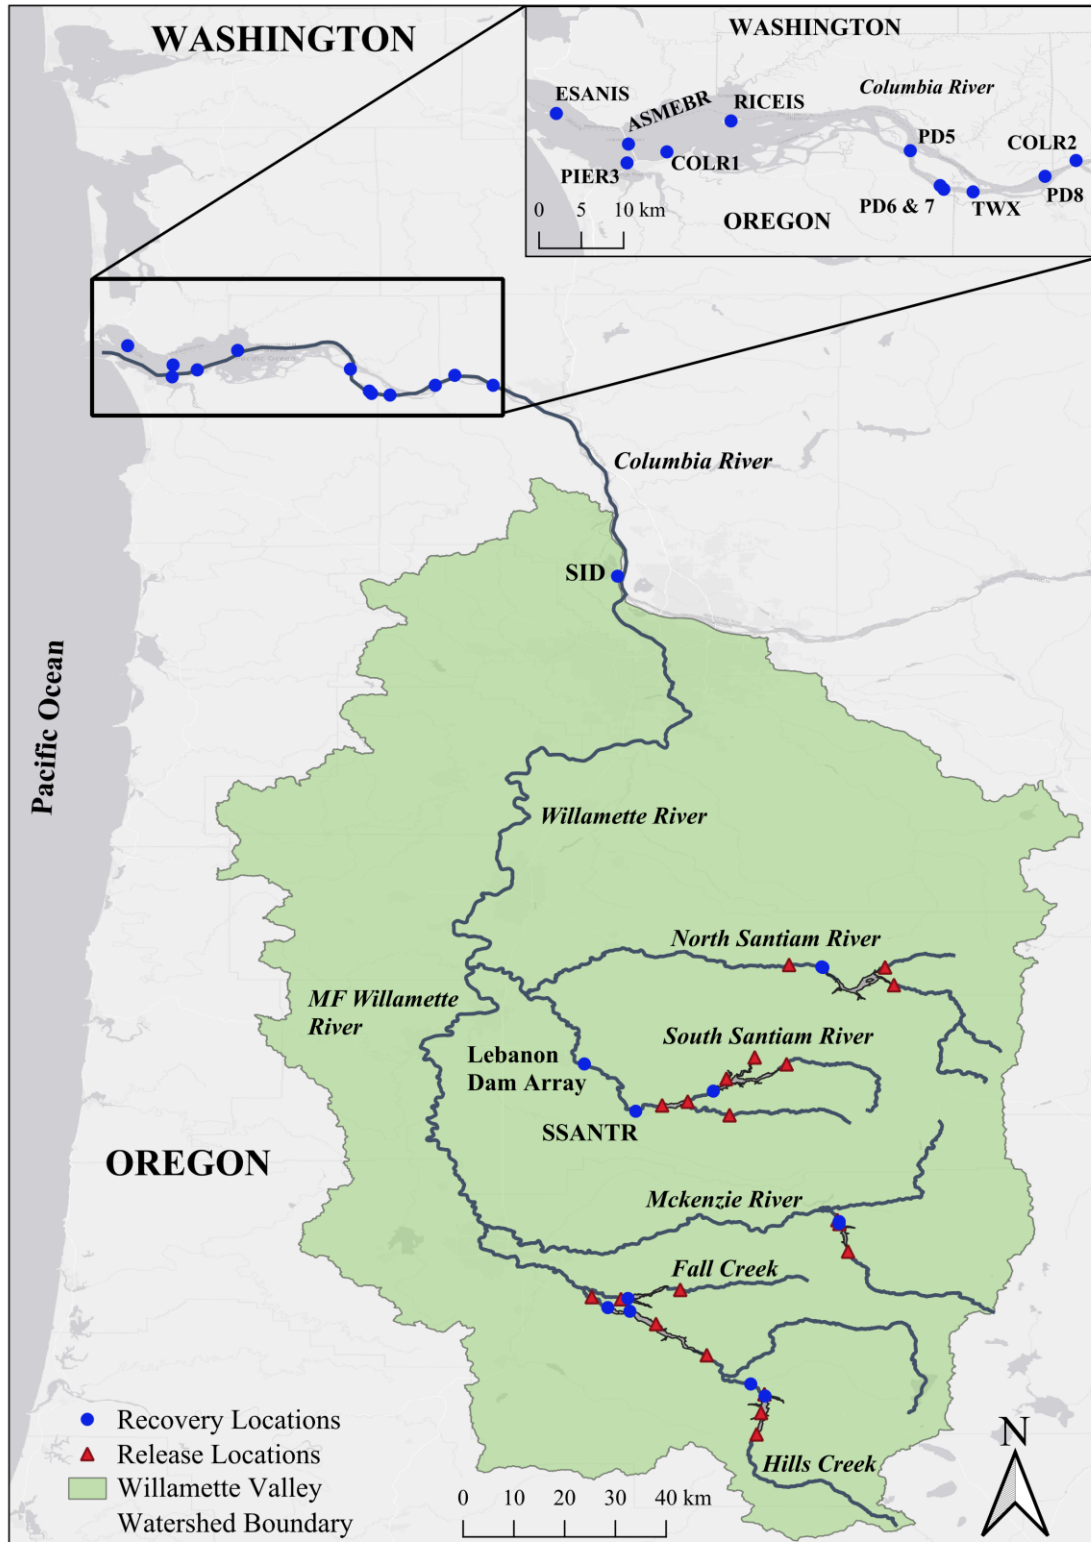 WASHINGTON
WASHINGTON
Columbia River
ESANIS
ASMEBR
RICEIS
PD5
COLR2
PIER3
COLR1
PD6 & 7
TWX
PD8
0 5 10 km
OREGON
Columbia River
SID
Pacific Ocean
Willamette River
North Santiam River
MF Willamette
River
South Santiam River
Lebanon
Dam Array
SSANTR
OREGON
Mckenzie River
Fall Creek
Hills Creek
Recovery Locations
Release Locations
Willamette Valley
Watershed Boundary
0 10 20 30 40 km
N